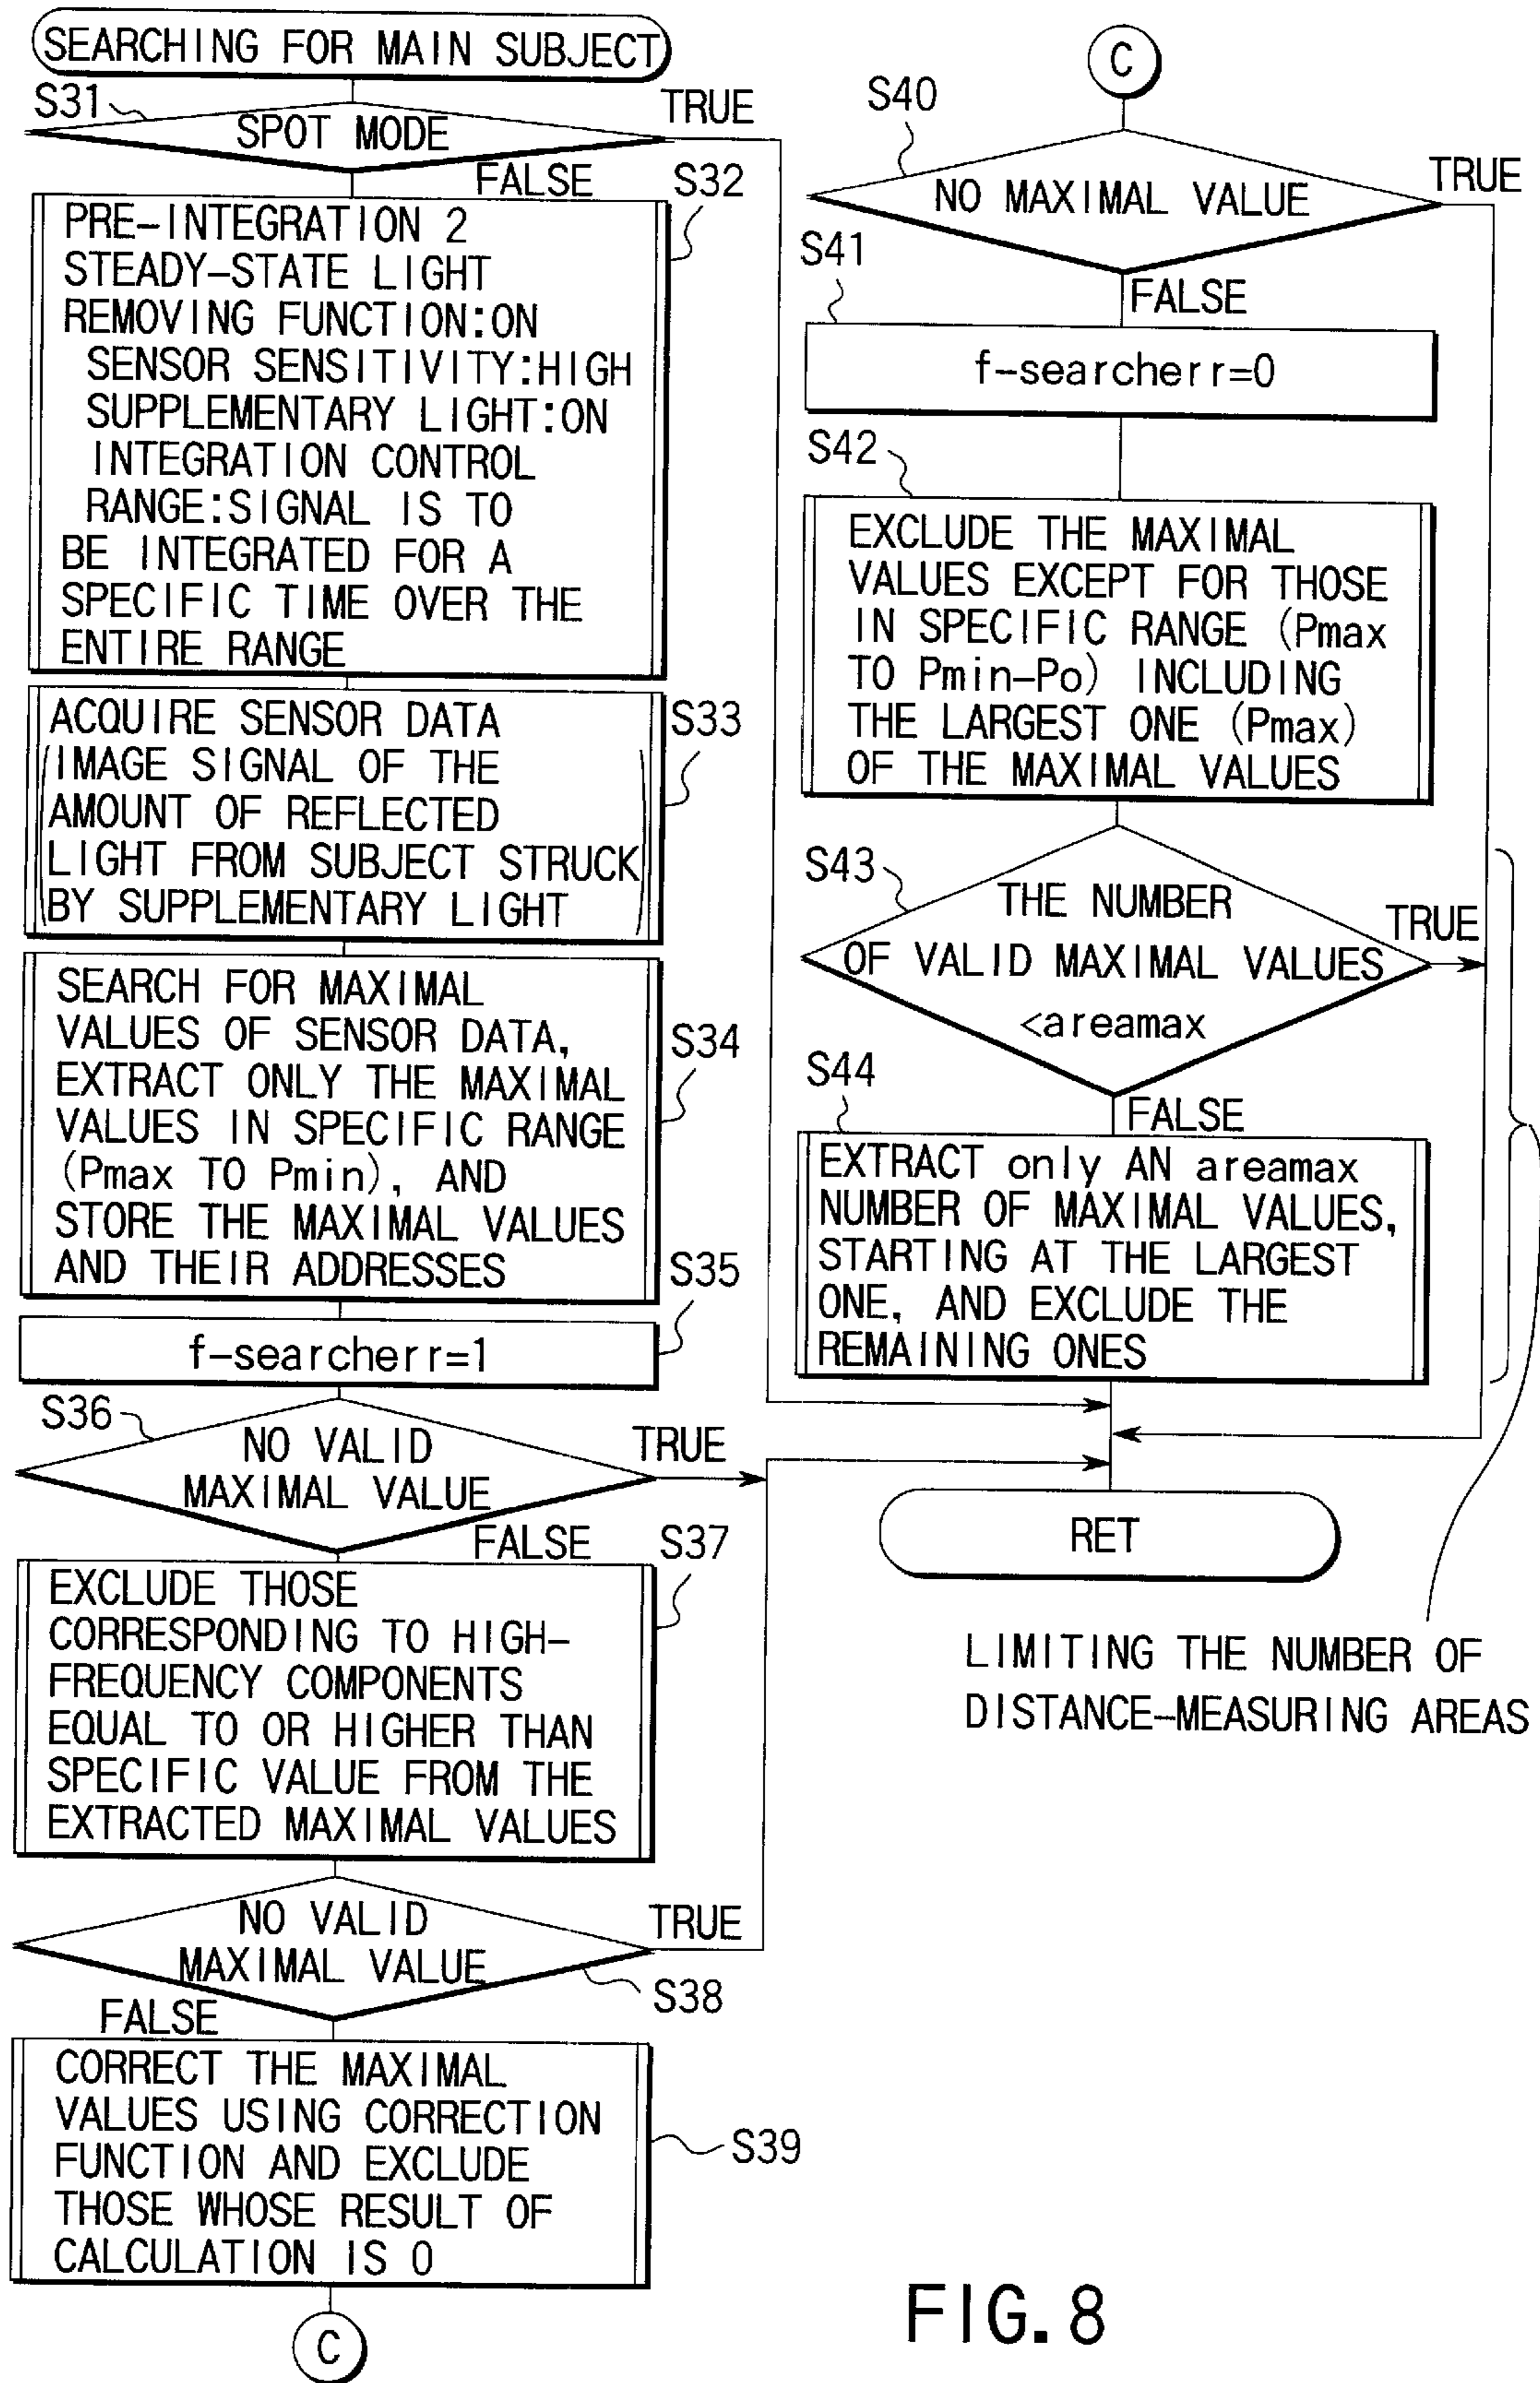 SEARCHING FOR MAIN SUBJECT
S31
SPOT MODE
TRUE
FALSE
S32
PRE-INTEGRATION 2
STEADY-STATE LIGHT
REMOVING FUNCTION:ON
SENSOR SENSITIVITY:HIGH
SUPPLEMENTARY LIGHT:ON
INTEGRATION CONTROL
RANGE:SIGNAL IS TO
BE INTEGRATED FOR A
SPECIFIC TIME OVER THE
ENTIRE RANGE
S33
ACQUIRE SENSOR DATA
(IMAGE SIGNAL OF THE
AMOUNT OF REFLECTED
LIGHT FROM SUBJECT STRUCK
BY SUPPLEMENTARY LIGHT)
S34
SEARCH FOR MAXIMAL
VALUES OF SENSOR DATA,
EXTRACT ONLY THE MAXIMAL
VALUES IN SPECIFIC RANGE
(Pmax TO Pmin), AND
STORE THE MAXIMAL VALUES
AND THEIR ADDRESSES
S35
f-searcherr=1
S36
NO VALID
MAXIMAL VALUE
TRUE
FALSE
S37
EXCLUDE THOSE
CORRESPONDING TO HIGH-
FREQUENCY COMPONENTS
EQUAL TO OR HIGHER THAN
SPECIFIC VALUE FROM THE
EXTRACTED MAXIMAL VALUES
NO VALID
MAXIMAL VALUE
TRUE
S38
FALSE
CORRECT THE MAXIMAL
VALUES USING CORRECTION
FUNCTION AND EXCLUDE
THOSE WHOSE RESULT OF
CALCULATION IS 0
S39
C
C
S40
NO MAXIMAL VALUE
TRUE
S41
FALSE
f-searcherr=0
S42
EXCLUDE THE MAXIMAL
VALUES EXCEPT FOR THOSE
IN SPECIFIC RANGE (Pmax
TO Pmin-Po) INCLUDING
THE LARGEST ONE (Pmax)
OF THE MAXIMAL VALUES
S43
THE NUMBER
OF VALID MAXIMAL VALUES
<areamax
TRUE
S44
FALSE
EXTRACT only AN areamax
NUMBER OF MAXIMAL VALUES,
STARTING AT THE LARGEST
ONE, AND EXCLUDE THE
REMAINING ONES
RET
LIMITING THE NUMBER OF
DISTANCE-MEASURING AREAS
FIG. 8